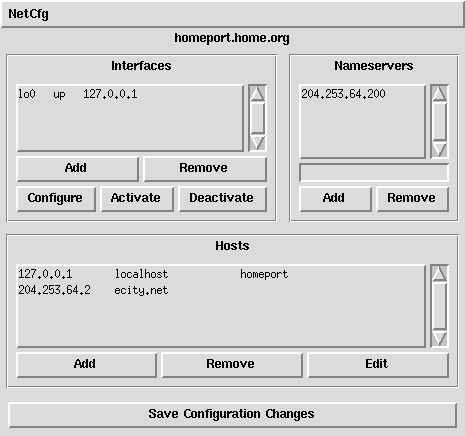 NetCfg
homeport.home.org
Interfaces
lo0 up 127.0.0.1
Add Remove
Configure Activate Deactivate
Nameservers
204.253.64.200
Add Remove
Hosts
127.0.0.1 localhost homeport
204.253.64.2 ecity.net
Add Remove Edit
Save Configuration Changes